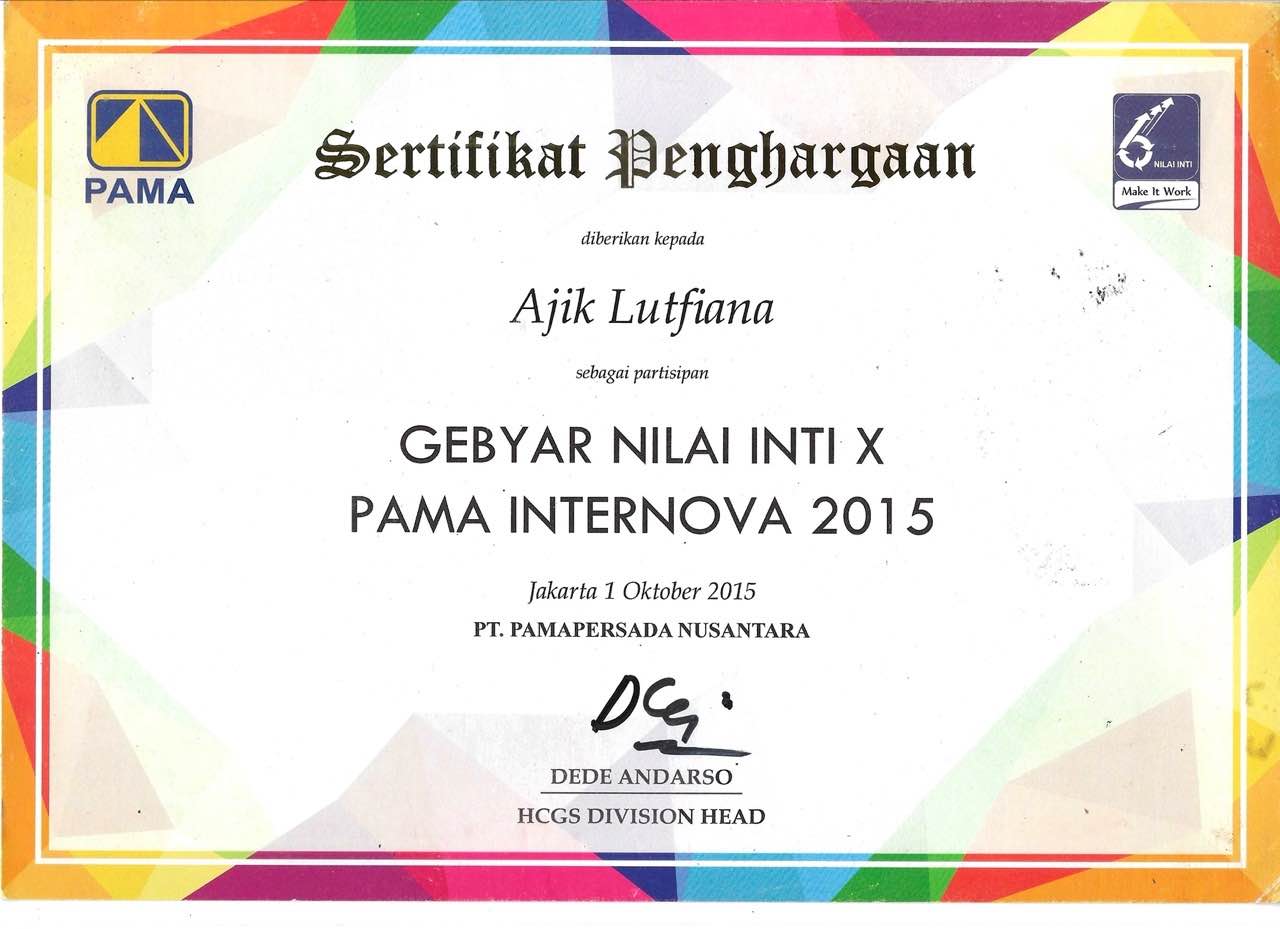 PAMA
Sertifikat Penghargaan
NILAI INTI
Make It Work
diberikan kepada
Ajik Lutfiana
sebagai partisipan
GEBYAR NILAI INTI X
PAMA INTERNOVA 2015
Jakarta 1 Oktober 2015
PT. PAMAPERSADA NUSANTARA
DEDE ANDARSO
HCGS DIVISION HEAD